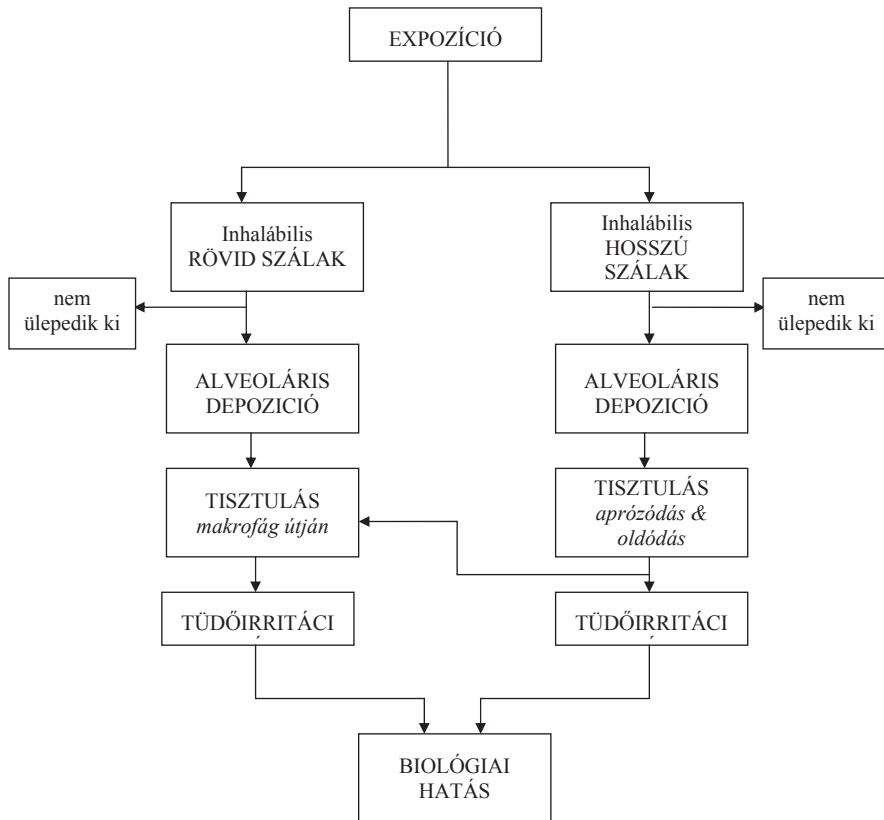 EXPOZÍCIÓ
Inhalábilis
RÖVID SZÁLAK
Inhalábilis
HOSSZÚ
SZÁLAK
nem
ülepedik ki
nem
ülepedik ki
ALVEOLÁRIS
DEPOZICIÓ
ALVEOLÁRIS
DEPOZICIÓ
TISZTULÁS
makrofág útján
TISZTULÁS
aprózódás &
oldódás
TÜDŐIRRITÁCI
TÜDŐIRRITÁCI
BIOLÓGIAI
HATÁS